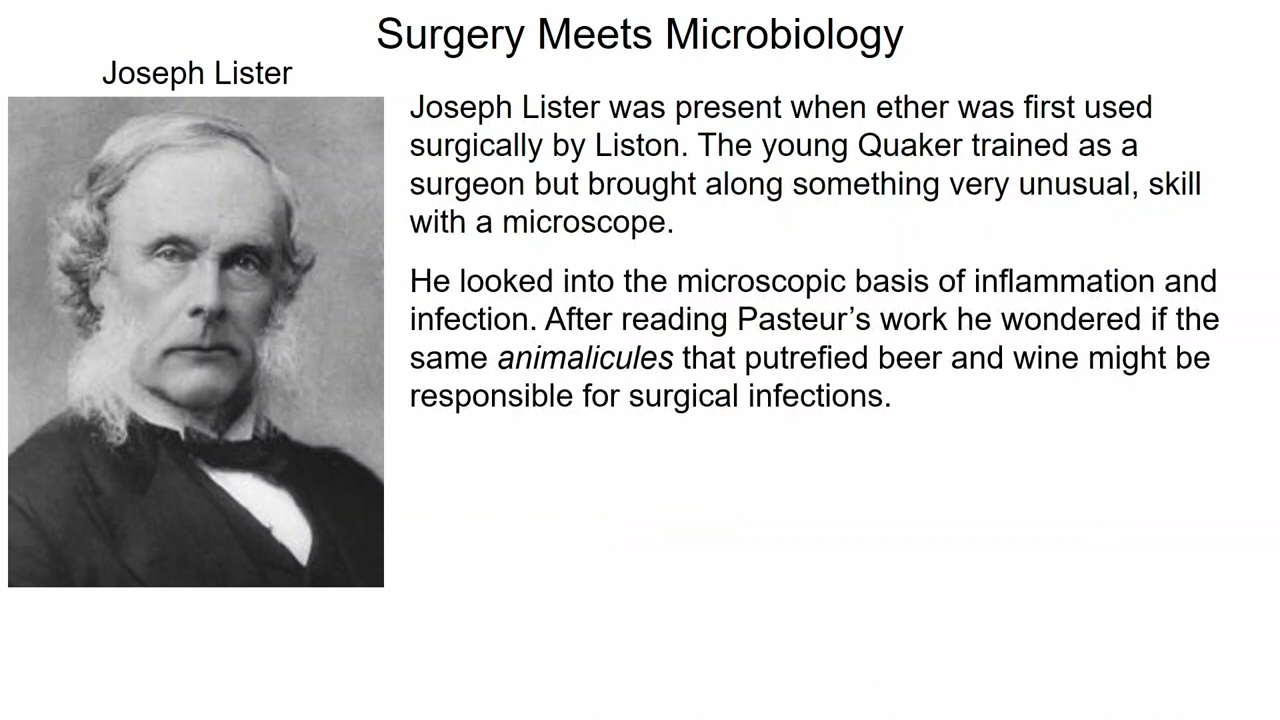 Surgery Meets Microbiology
Joseph Lister
Joseph Lister was present when ether was first used
surgically by Liston. The young Quaker trained as a
surgeon but brought along something very unusual, skill
with a microscope.
He looked into the microscopic basis of inflammation and
infection. After reading Pasteur’s work he wondered if the
same animalicules that putrefied beer and wine might be
responsible for surgical infections.